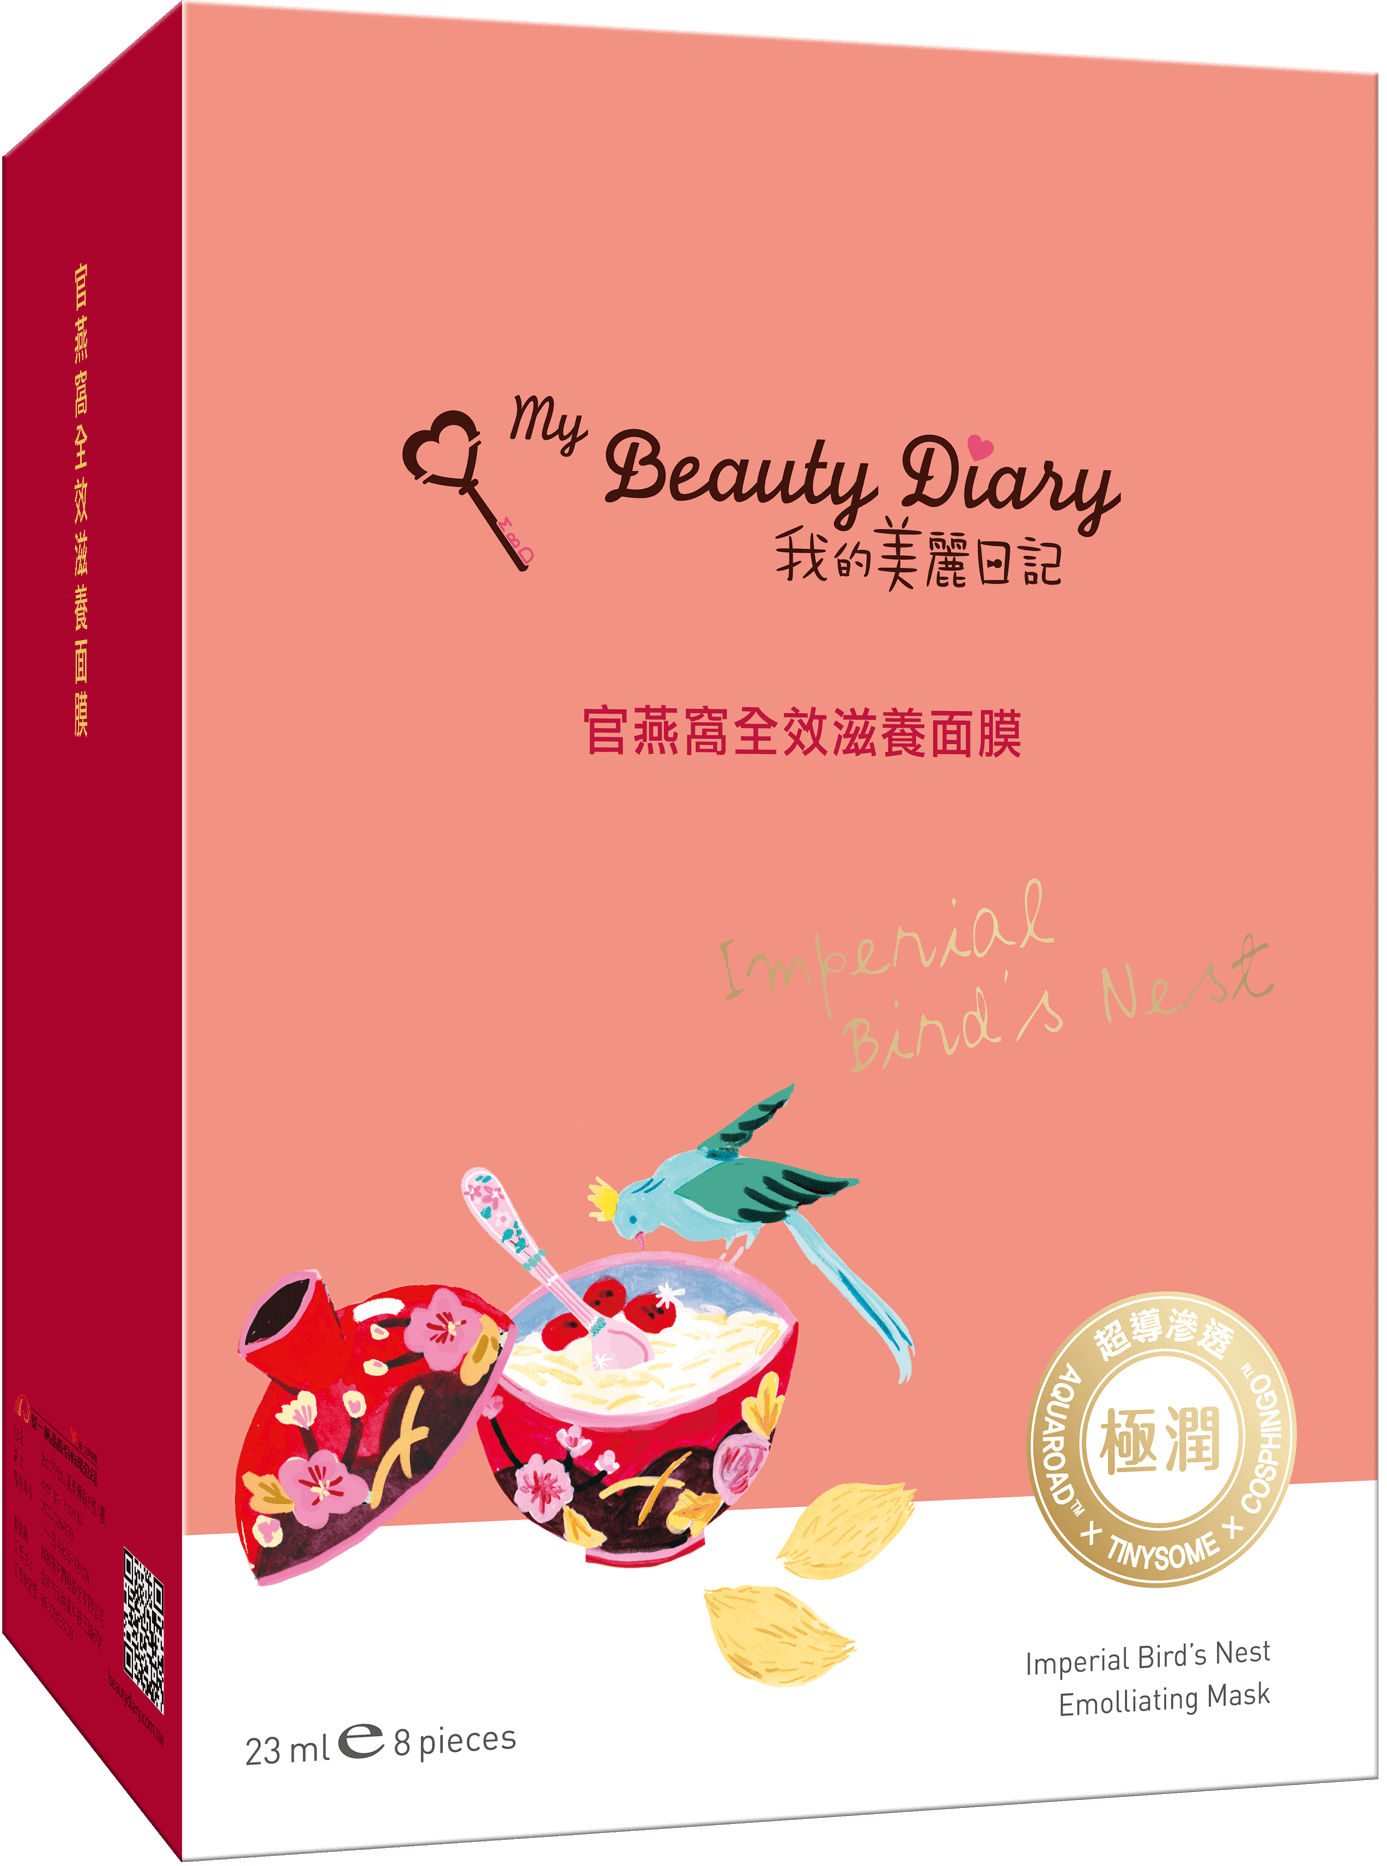 官燕窩全效滋養面膜
My Beauty Diary
MBD
我的美麗日記
官燕窩全效滋養面膜
Imperial
Bird's Nest
超導滲透
AQUAROAD™ × TINYSOME × COSPHINGO™
極潤
Imperial Bird's Nest
Emolliating Mask
23 ml e 8 pieces
beautydiary.com.tw